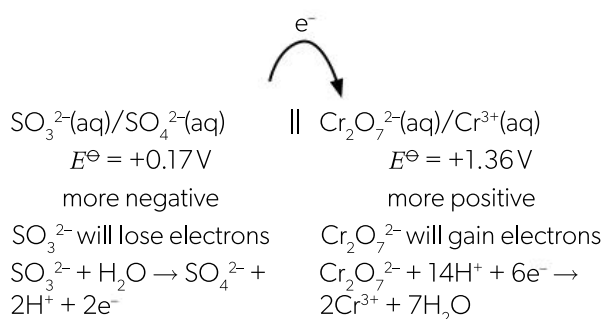 e⁻
SO₃²⁻(aq)/SO₄²⁻(aq) || Cr₂O₇²⁻(aq)/Cr³⁺(aq)
E⦵ = +0.17 V E⦵ = +1.36 V
more negative more positive
SO₃²⁻ will lose electrons Cr₂O₇²⁻ will gain electrons
SO₃²⁻ + H₂O → SO₄²⁻ + Cr₂O₇²⁻ + 14H⁺ + 6e⁻ →
2H⁺ + 2e⁻ 2Cr³⁺ + 7H₂O